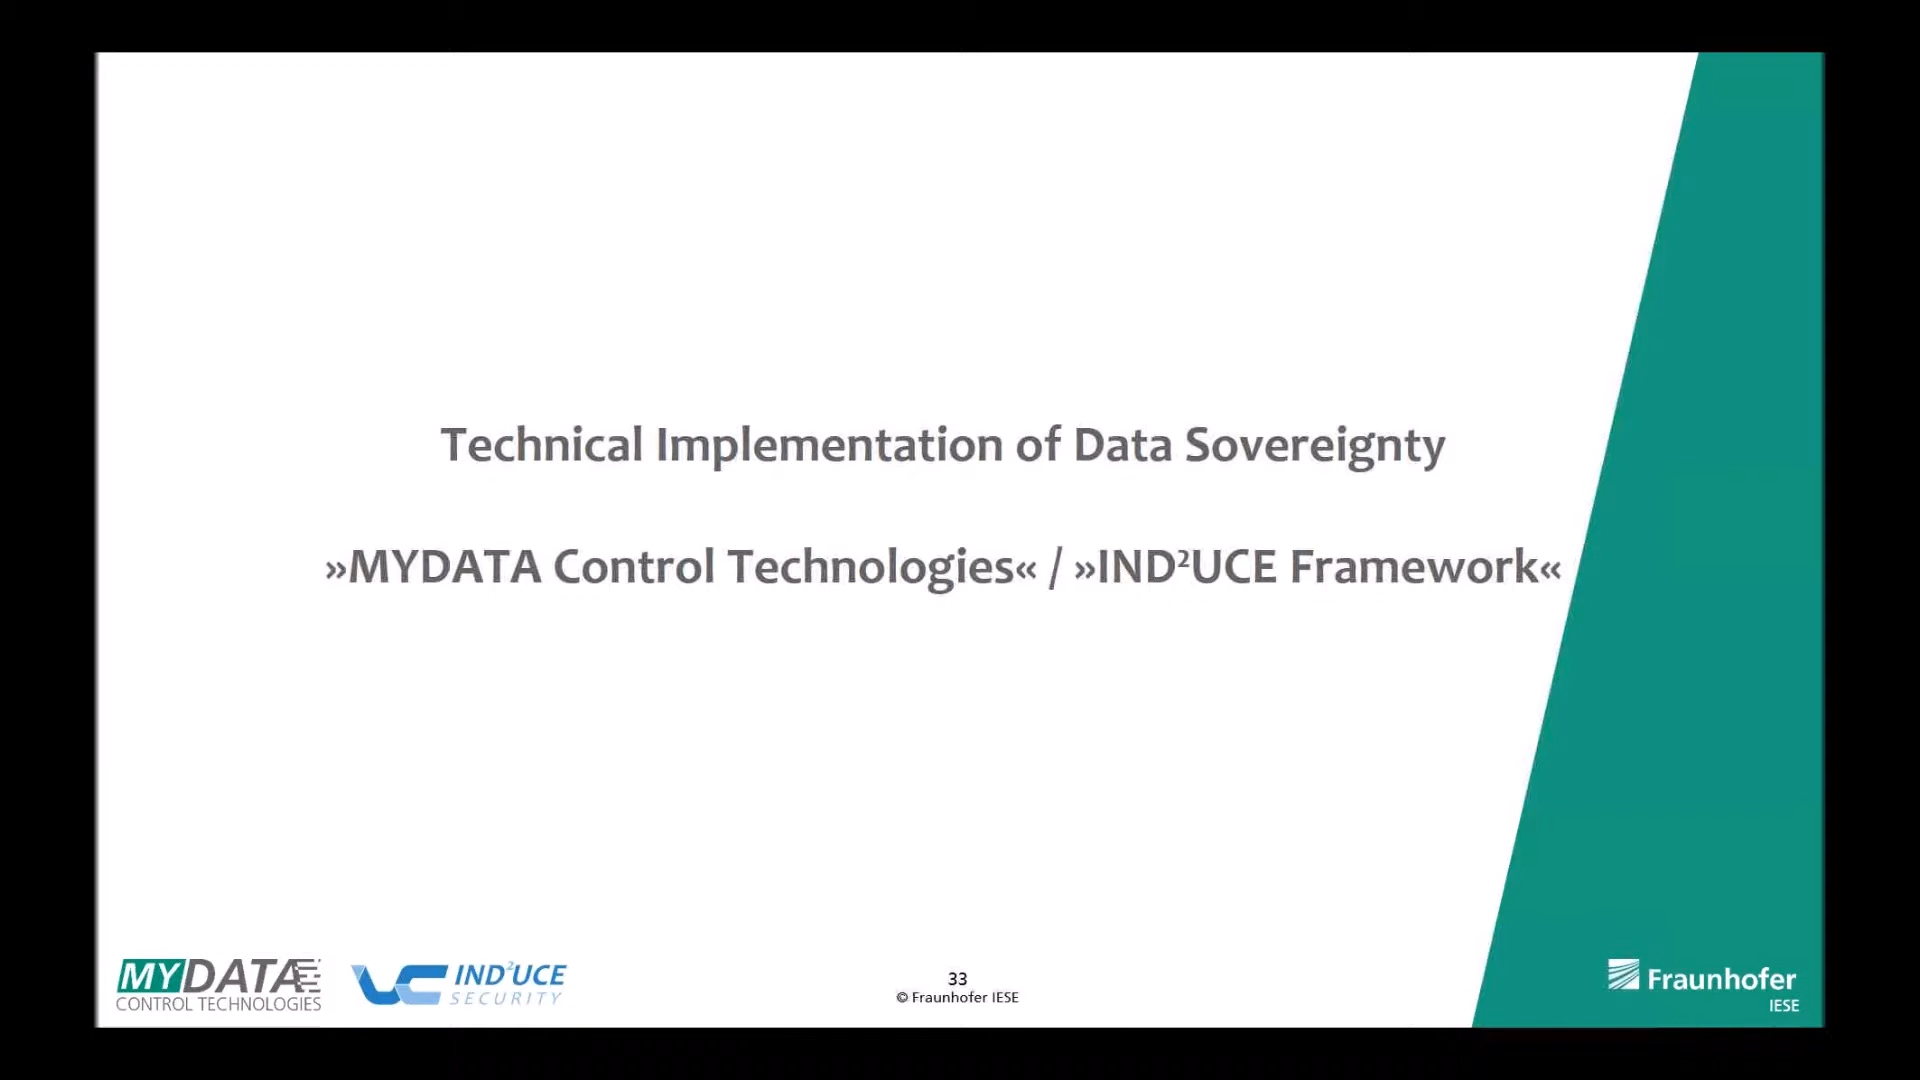 Technical Implementation of Data Sovereignty
»MYDATA Control Technologies« / »IND²UCE Framework«
MYDATA
CONTROL TECHNOLOGIES
IND²UCE
SECURITY
33
© Fraunhofer IESE
Fraunhofer
IESE